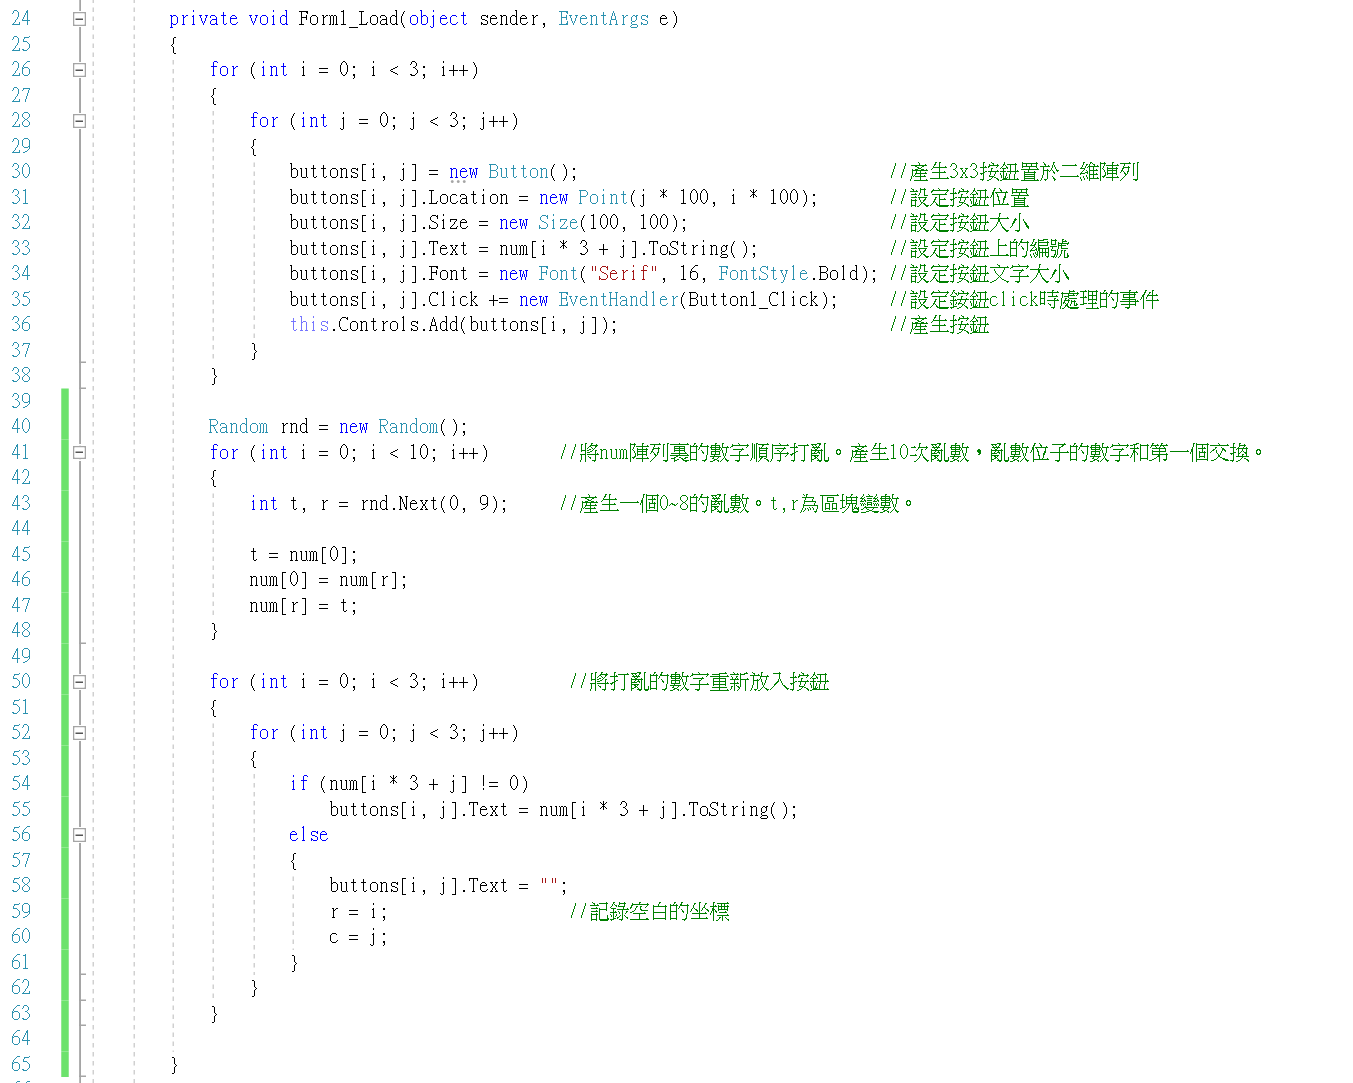 24 private void Form1_Load(object sender, EventArgs e)
25 {
26 for (int i = 0; i < 3; i++)
27 {
28 for (int j = 0; j < 3; j++)
29 {
30 buttons[i, j] = new Button(); //產生3x3按鈕置於二維陣列
31 buttons[i, j].Location = new Point(j * 100, i * 100); //設定按鈕位置
32 buttons[i, j].Size = new Size(100, 100); //設定按鈕大小
33 buttons[i, j].Text = num[i * 3 + j].ToString(); //設定按鈕上的編號
34 buttons[i, j].Font = new Font("Serif", 16, FontStyle.Bold); //設定按鈕文字大小
35 buttons[i, j].Click += new EventHandler(Button1_Click); //設定銨鈕click時處理的事件
36 this.Controls.Add(buttons[i, j]); //產生按鈕
37 }
38 }
39
40 Random rnd = new Random();
41 for (int i = 0; i < 10; i++) //將num陣列裏的數字順序打亂。產生10次亂數，亂數位子的數字和第一個交換。
42 {
43 int t, r = rnd.Next(0, 9); //產生一個0~8的亂數。t,r為區塊變數。
44
45 t = num[0];
46 num[0] = num[r];
47 num[r] = t;
48 }
49
50 for (int i = 0; i < 3; i++) //將打亂的數字重新放入按鈕
51 {
52 for (int j = 0; j < 3; j++)
53 {
54 if (num[i * 3 + j] != 0)
55 buttons[i, j].Text = num[i * 3 + j].ToString();
56 else
57 {
58 buttons[i, j].Text = "";
59 r = i; //記錄空白的坐標
60 c = j;
61 }
62 }
63 }
64
65 }